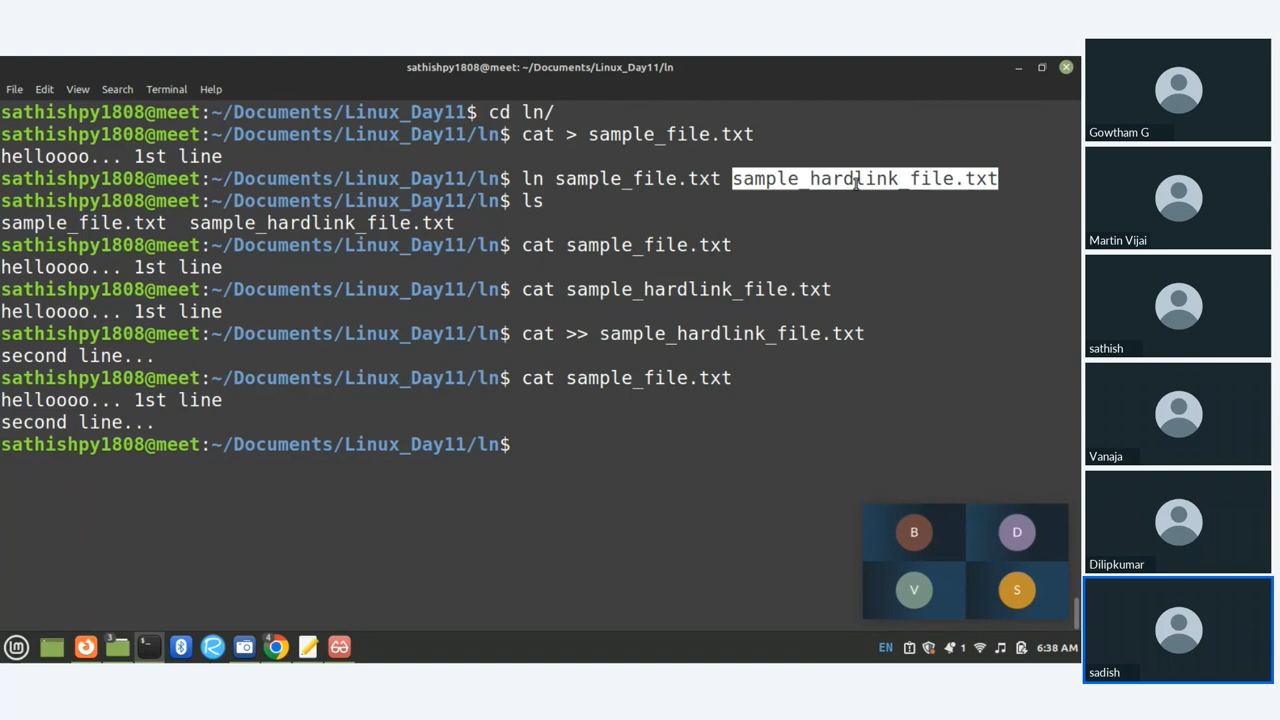 sathishpy1808@meet: ~/Documents/Linux_Day11/ln
File Edit View Search Terminal Help
sathishpy1808@meet:~/Documents/Linux_Day11$ cd ln/
sathishpy1808@meet:~/Documents/Linux_Day11/ln$ cat > sample_file.txt
helloooo... 1st line
sathishpy1808@meet:~/Documents/Linux_Day11/ln$ ln sample_file.txt sample_hardlink_file.txt
sathishpy1808@meet:~/Documents/Linux_Day11/ln$ ls
sample_file.txt  sample_hardlink_file.txt
sathishpy1808@meet:~/Documents/Linux_Day11/ln$ cat sample_file.txt
helloooo... 1st line
sathishpy1808@meet:~/Documents/Linux_Day11/ln$ cat sample_hardlink_file.txt
helloooo... 1st line
sathishpy1808@meet:~/Documents/Linux_Day11/ln$ cat >> sample_hardlink_file.txt
second line...
sathishpy1808@meet:~/Documents/Linux_Day11/ln$ cat sample_file.txt
helloooo... 1st line
second line...
sathishpy1808@meet:~/Documents/Linux_Day11/ln$
B D
V S
3 4 EN 1 6:38 AM
Gowtham G
Martin Vijai
sathish
Vanaja
Dilipkumar
sadish